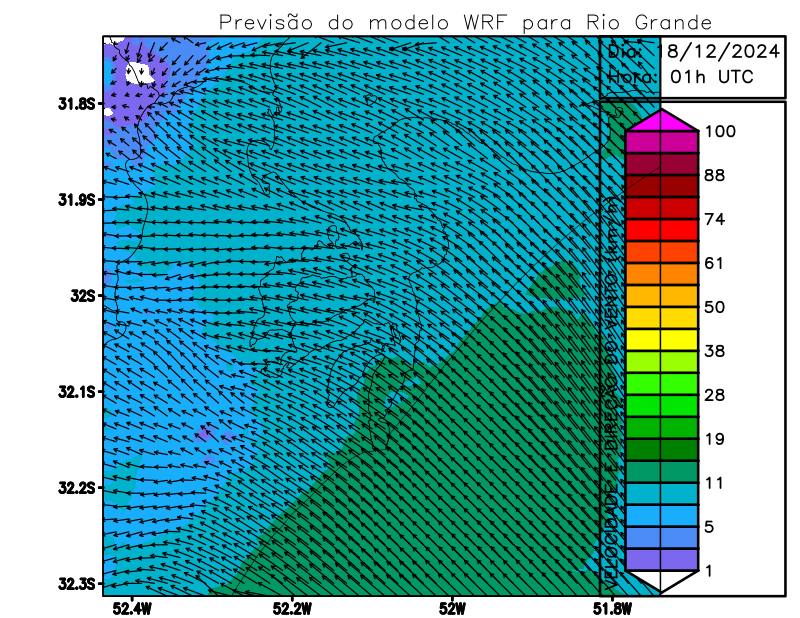 Previsão do modelo WRF para Rio Grande
Dia: 18/12/2024
Hora: 01h UTC
31.8S
31.9S
32S
32.1S
32.2S
32.3S
52.4W
52.2W
52W
51.8W
VELOCIDADE E DIREÇÃO DO VENTO (km/h)
100
88
74
61
50
38
28
19
11
5
1